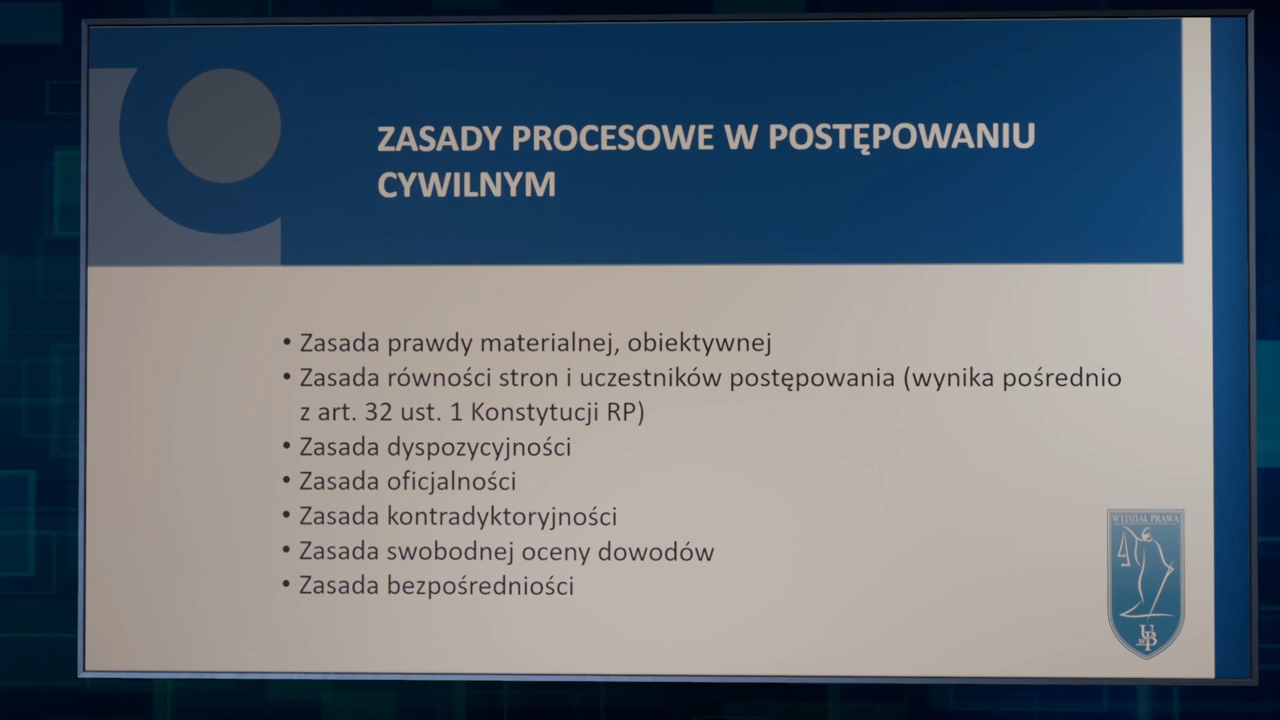 ZASADY PROCESOWE W POSTĘPOWANIU
CYWILNYM
• Zasada prawdy materialnej, obiektywnej
• Zasada równości stron i uczestników postępowania (wynika pośrednio
z art. 32 ust. 1 Konstytucji RP)
• Zasada dyspozycyjności
• Zasada oficjalności
• Zasada kontradyktoryjności
• Zasada swobodnej oceny dowodów
• Zasada bezpośredniości
WYDZIAŁ PRAWA